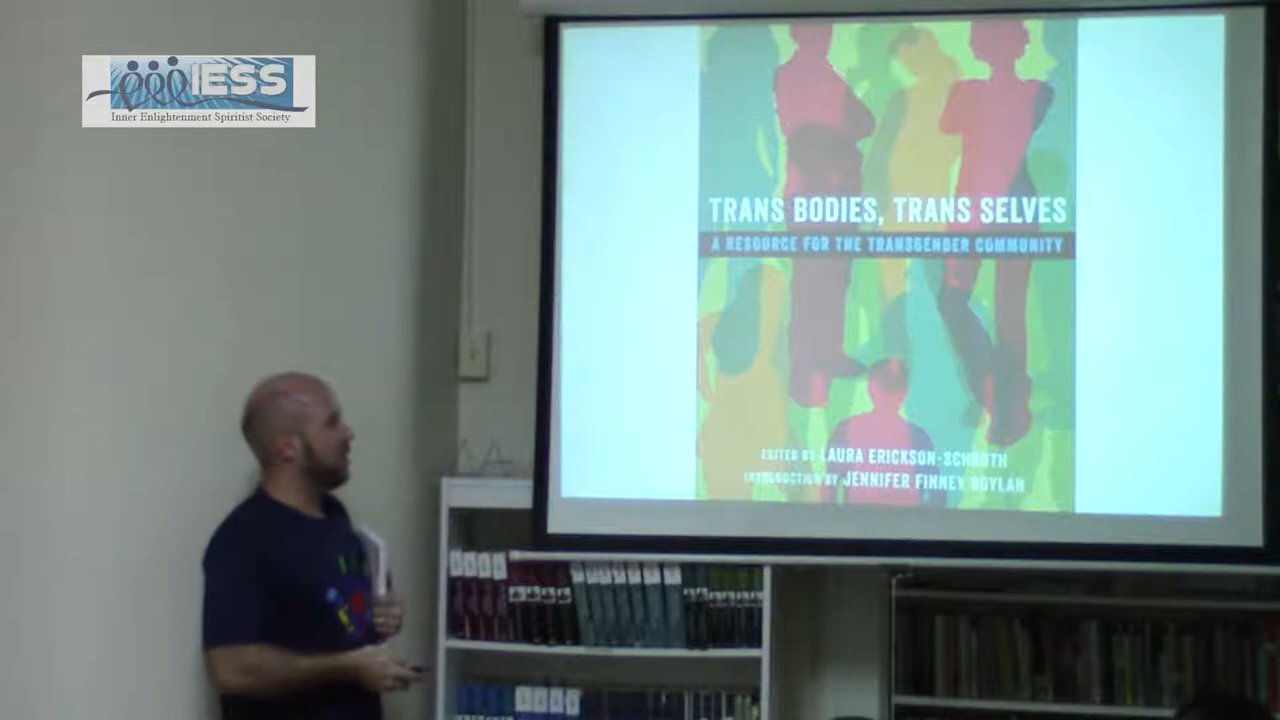 IESS
Inner Enlightenment Spiritist Society
TRANS BODIES, TRANS SELVES
A RESOURCE FOR THE TRANSGENDER COMMUNITY
EDITED BY LAURA ERICKSON-SCHROTH
INTRODUCTION BY JENNIFER FINNEY BOYLAN